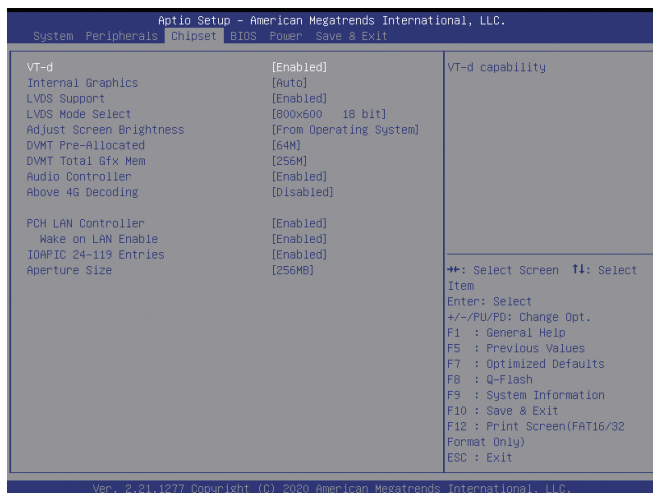 Aptio Setup – American Megatrends International, LLC.
System Peripherals Chipset BIOS Power Save & Exit
VT-d [Enabled]
Internal Graphics [Auto]
LVDS Support [Enabled]
LVDS Mode Select [800x600 18 bit]
Adjust Screen Brightness [From Operating System]
DVMT Pre-Allocated [64M]
DVMT Total Gfx Mem [256M]
Audio Controller [Enabled]
Above 4G Decoding [Disabled]
PCH LAN Controller [Enabled]
Wake on LAN Enable [Enabled]
IOAPIC 24-119 Entries [Enabled]
Aperture Size [256MB]
VT-d capability
→←: Select Screen ↑↓: Select
Item
Enter: Select
+/-/PU/PD: Change Opt.
F1 : General Help
F5 : Previous Values
F7 : Optimized Defaults
F8 : Q-Flash
F9 : System Information
F10 : Save & Exit
F12 : Print Screen(FAT16/32
Format Only)
ESC : Exit
Ver. 2.21.1277 Copyright (C) 2020 American Megatrends International, LLC.